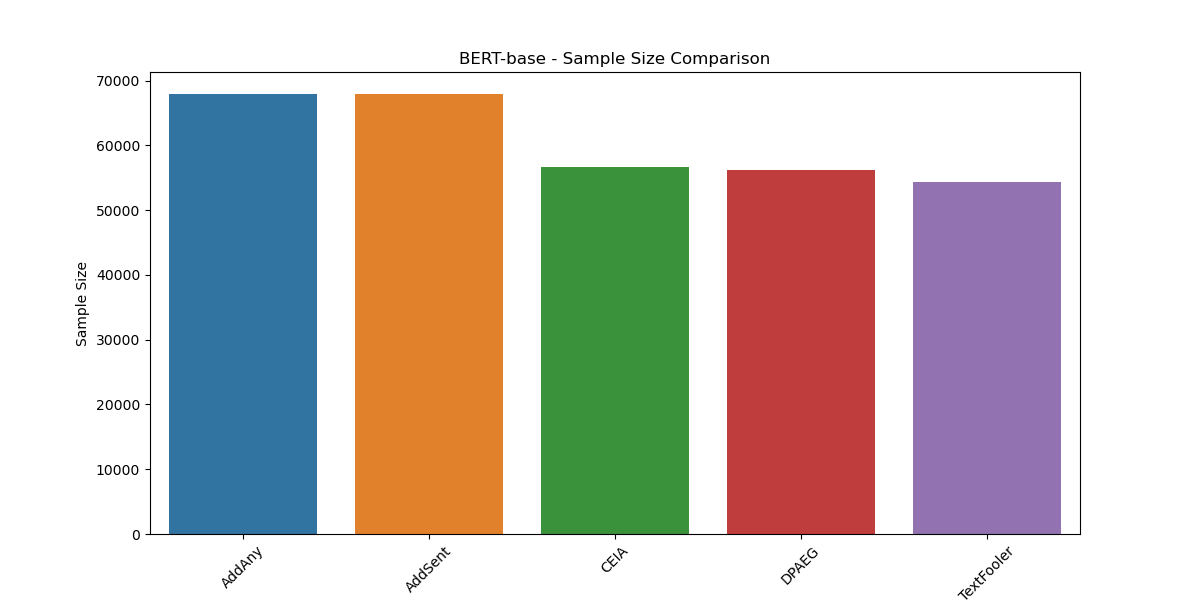 BERT-base - Sample Size Comparison
70000
60000
50000
40000
30000
20000
10000
0
Sample Size
AddAny
AddSent
CEIA
DPAEG
TextFooler